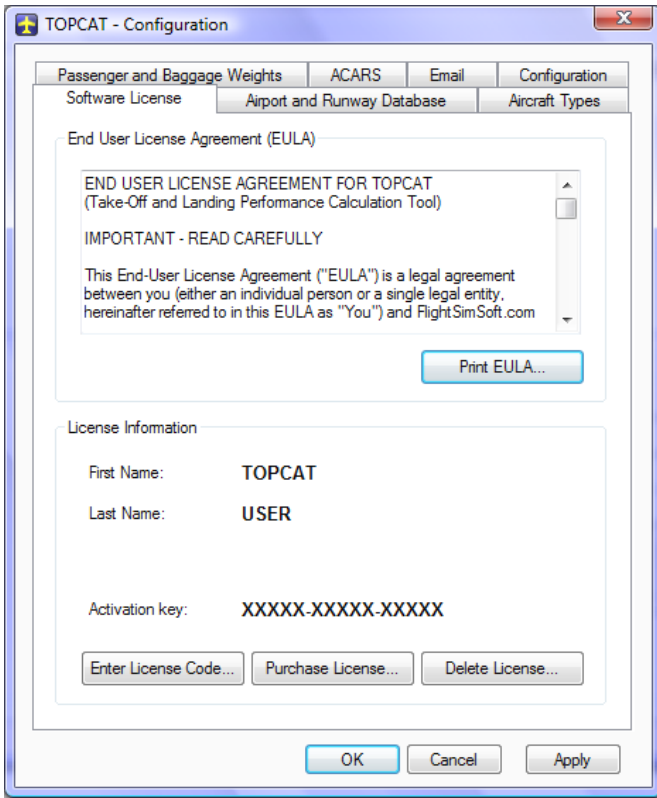 TOPCAT - Configuration
Passenger and Baggage Weights ACARS Email Configuration
Software License Airport and Runway Database Aircraft Types
End User License Agreement (EULA)
END USER LICENSE AGREEMENT FOR TOPCAT
(Take-Off and Landing Performance Calculation Tool)
IMPORTANT - READ CAREFULLY
This End-User License Agreement ("EULA") is a legal agreement
between you (either an individual person or a single legal entity,
hereinafter referred to in this EULA as "You") and FlightSimSoft.com
Print EULA...
License Information
First Name: TOPCAT
Last Name: USER
Activation key: XXXXX-XXXXX-XXXXX
Enter License Code... Purchase License... Delete License...
OK Cancel Apply